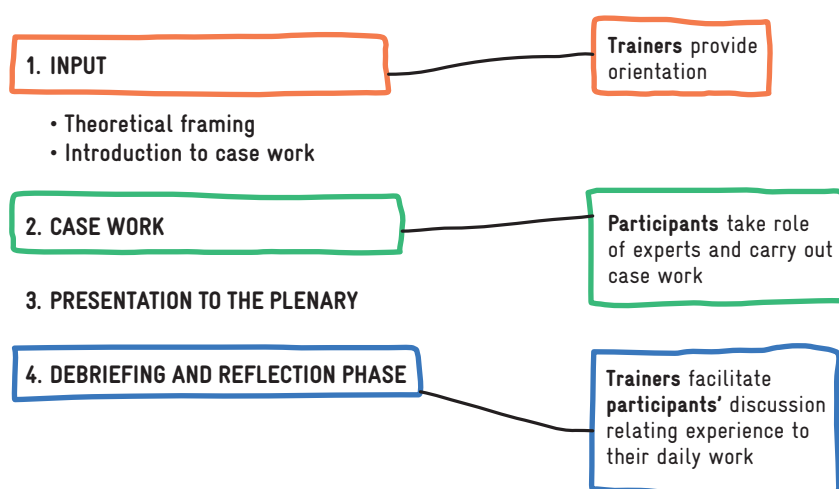 1. INPUT
Trainers provide
orientation
• Theoretical framing
• Introduction to case work
2. CASE WORK
Participants take role
of experts and carry out
case work
3. PRESENTATION TO THE PLENARY
4. DEBRIEFING AND REFLECTION PHASE
Trainers facilitate
participants’ discussion
relating experience to
their daily work